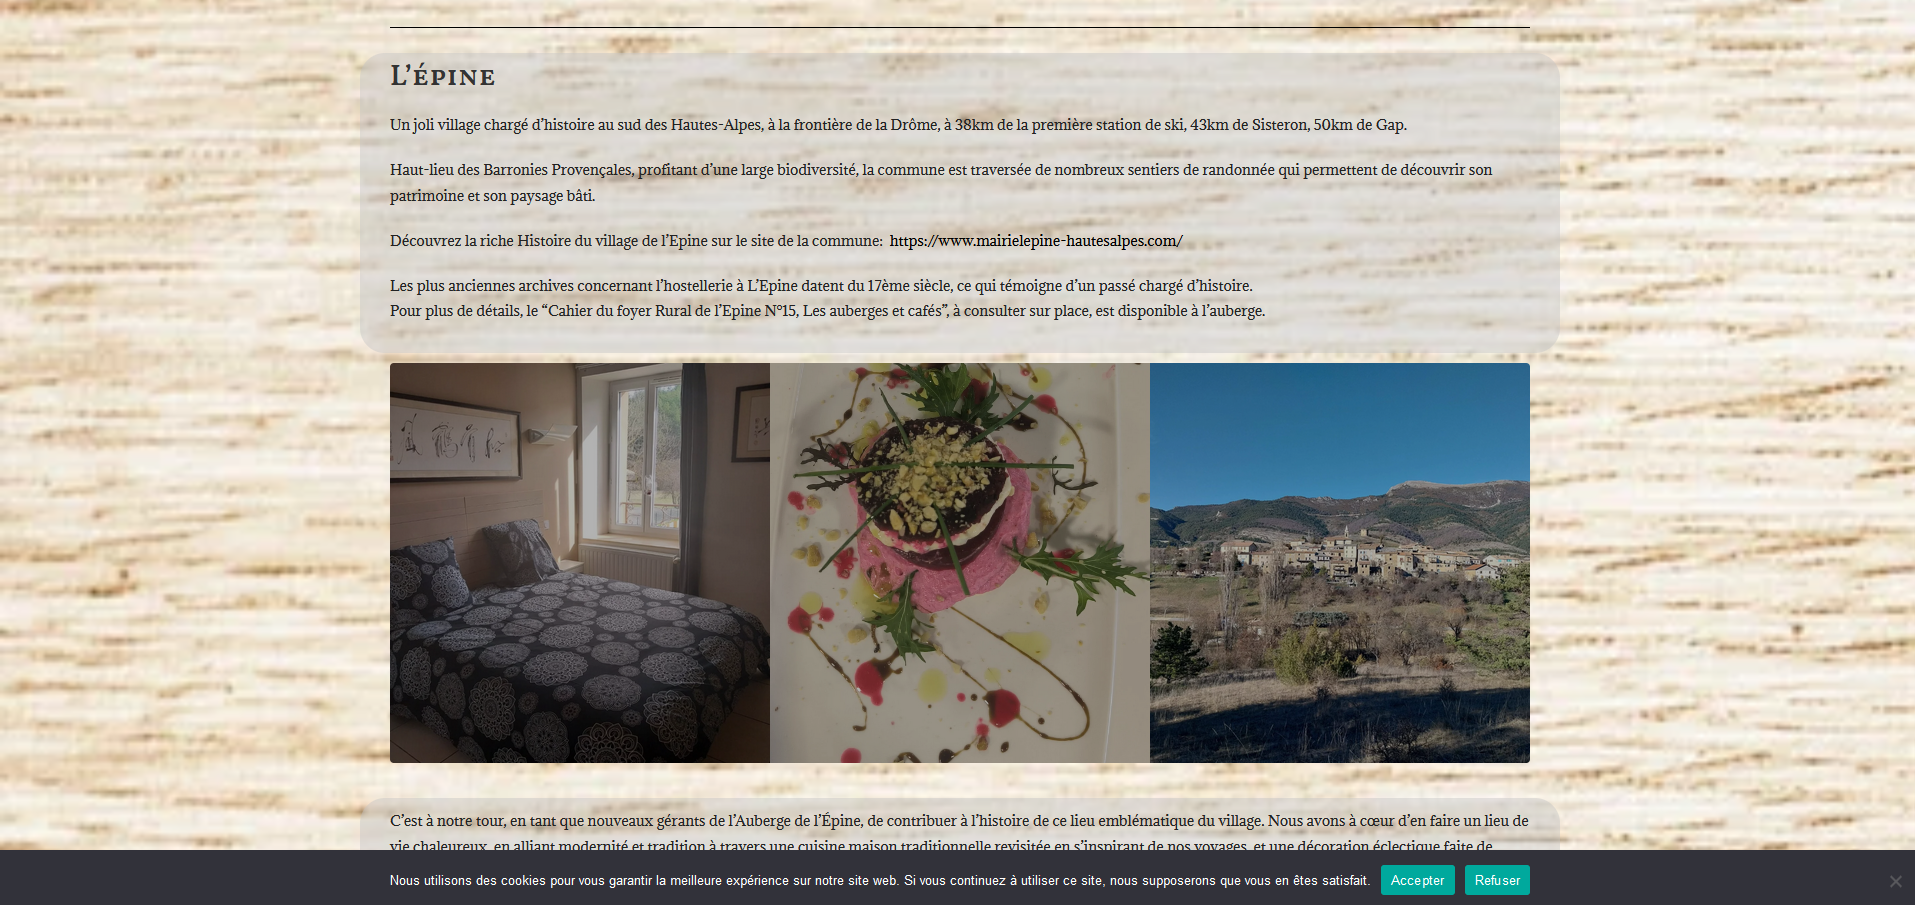 L’ÉPINE
Un joli village chargé d’histoire au sud des Hautes-Alpes, à la frontière de la Drôme, à 38km de la première station de ski, 43km de Sisteron, 50km de Gap.
Haut-lieu des Barronies Provençales, profitant d’une large biodiversité, la commune est traversée de nombreux sentiers de randonnée qui permettent de découvrir son
patrimoine et son paysage bâti.
Découvrez la riche Histoire du village de l’Epine sur le site de la commune:  https://www.mairielepine-hautesalpes.com/
Les plus anciennes archives concernant l’hostellerie à L’Epine datent du 17ème siècle, ce qui témoigne d’un passé chargé d’histoire.
Pour plus de détails, le “Cahier du foyer Rural de l’Epine N°15, Les auberges et cafés”, à consulter sur place, est disponible à l’auberge.
C’est à notre tour, en tant que nouveaux gérants de l’Auberge de l’Épine, de contribuer à l’histoire de ce lieu emblématique du village. Nous avons à cœur d’en faire un lieu de
vie chaleureux, en alliant modernité et tradition à travers une cuisine maison traditionnelle revisitée en s’inspirant de nos voyages, et une décoration éclectique faite de
Nous utilisons des cookies pour vous garantir la meilleure expérience sur notre site web. Si vous continuez à utiliser ce site, nous supposerons que vous en êtes satisfait. Accepter Refuser